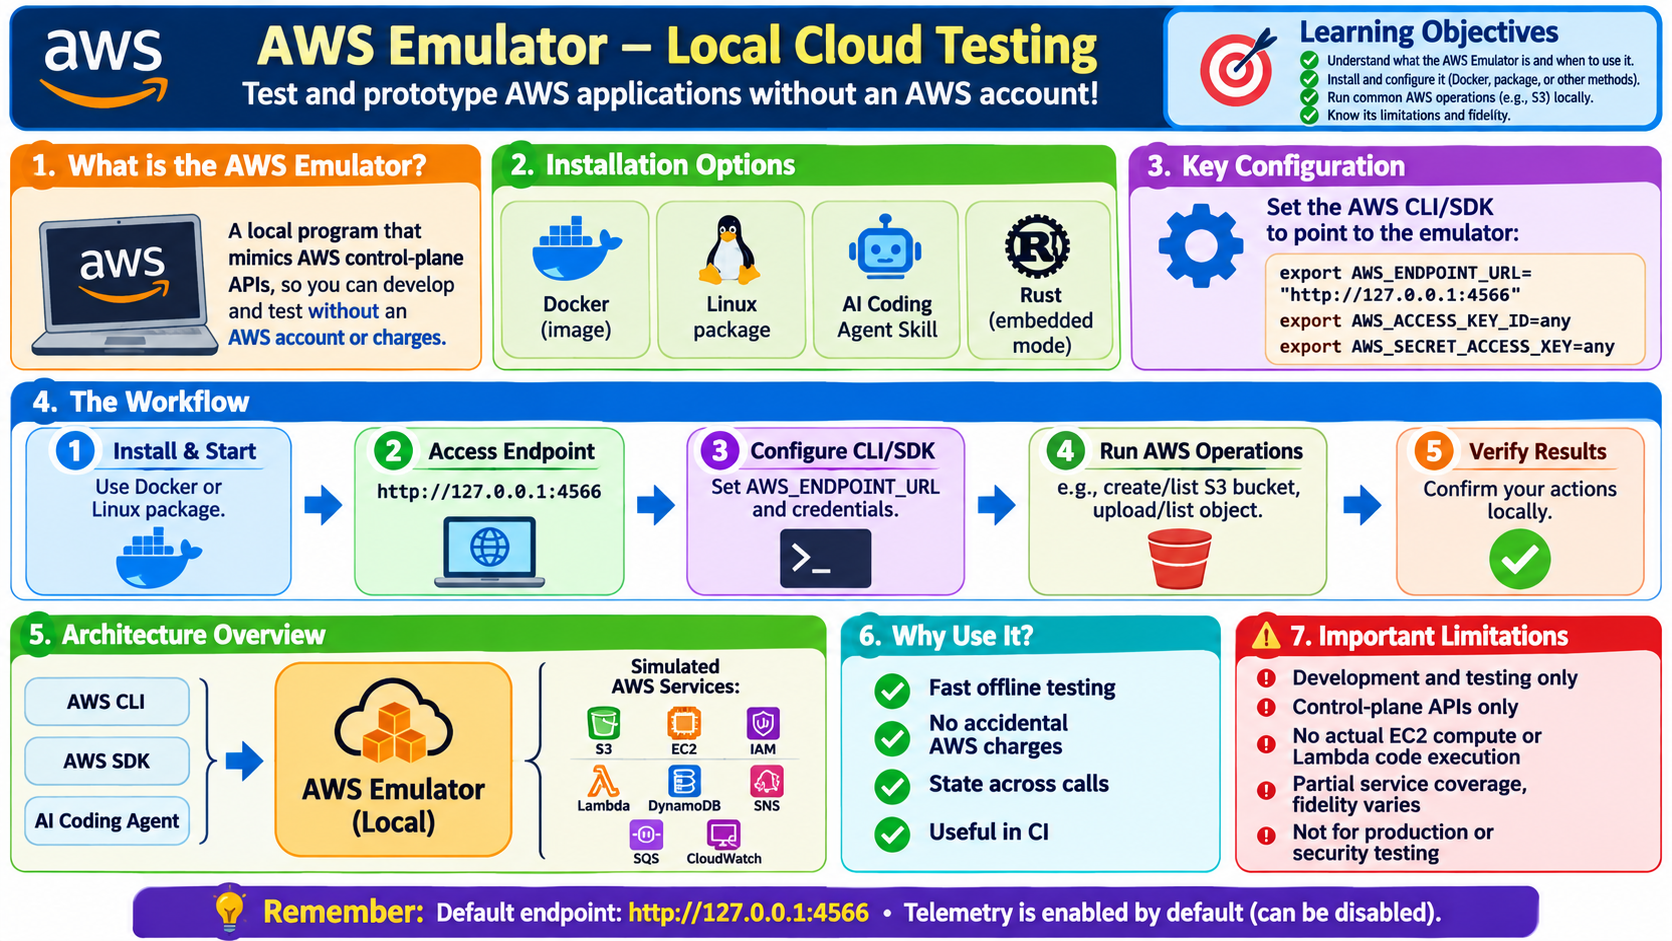 aws
AWS Emulator – Local Cloud Testing
Test and prototype AWS applications without an AWS account!
Learning Objectives
Understand what the AWS Emulator is and when to use it.
Install and configure it (Docker, package, or other methods).
Run common AWS operations (e.g., S3) locally.
Know its limitations and fidelity.
1. What is the AWS Emulator?
aws
A local program that
mimics AWS control-plane
APIs, so you can develop
and test without an
AWS account or charges.
2. Installation Options
Docker
(image)
Linux
package
AI Coding
Agent Skill
R
Rust
(embedded
mode)
3. Key Configuration
Set the AWS CLI/SDK
to point to the emulator:
export AWS_ENDPOINT_URL=
"http://127.0.0.1:4566"
export AWS_ACCESS_KEY_ID=any
export AWS_SECRET_ACCESS_KEY=any
4. The Workflow
1 Install & Start
Use Docker or
Linux package.
2 Access Endpoint
http://127.0.0.1:4566
3 Configure CLI/SDK
Set AWS_ENDPOINT_URL
and credentials.
>_
4 Run AWS Operations
e.g., create/list S3 bucket,
upload/list object.
5 Verify Results
Confirm your actions
locally.
5. Architecture Overview
AWS CLI
AWS SDK
AI Coding Agent
AWS Emulator
(Local)
Simulated
AWS Services:
S3 EC2 IAM
Lambda DynamoDB SNS
SQS CloudWatch
6. Why Use It?
Fast offline testing
No accidental
AWS charges
State across calls
Useful in CI
7. Important Limitations
Development and testing only
Control-plane APIs only
No actual EC2 compute or
Lambda code execution
Partial service coverage,
fidelity varies
Not for production or
security testing
Remember: Default endpoint: http://127.0.0.1:4566 • Telemetry is enabled by default (can be disabled).